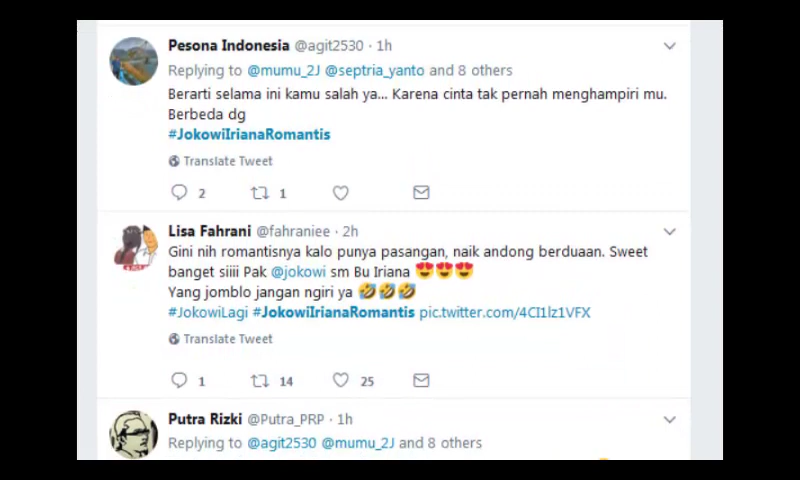 Pesona Indonesia @agit2530 · 1h
Replying to @mumu_2J @septria_yanto and 8 others
Berarti selama ini kamu salah ya... Karena cinta tak pernah menghampiri mu.
Berbeda dg
#JokowiIrianaRomantis
Translate Tweet
2 1
Lisa Fahrani @fahraniee · 2h
Gini nih romantisnya kalo punya pasangan, naik andong berduaan. Sweet
banget siiii Pak @jokowi sm Bu Iriana 😍😍😍
Yang jomblo jangan ngiri ya 🤣🤣🤣
#JokowiLagi #JokowiIrianaRomantis pic.twitter.com/4CI1lz1VFX
Translate Tweet
1 14 25
Putra Rizki @Putra_PRP · 1h
Replying to @agit2530 @mumu_2J and 8 others